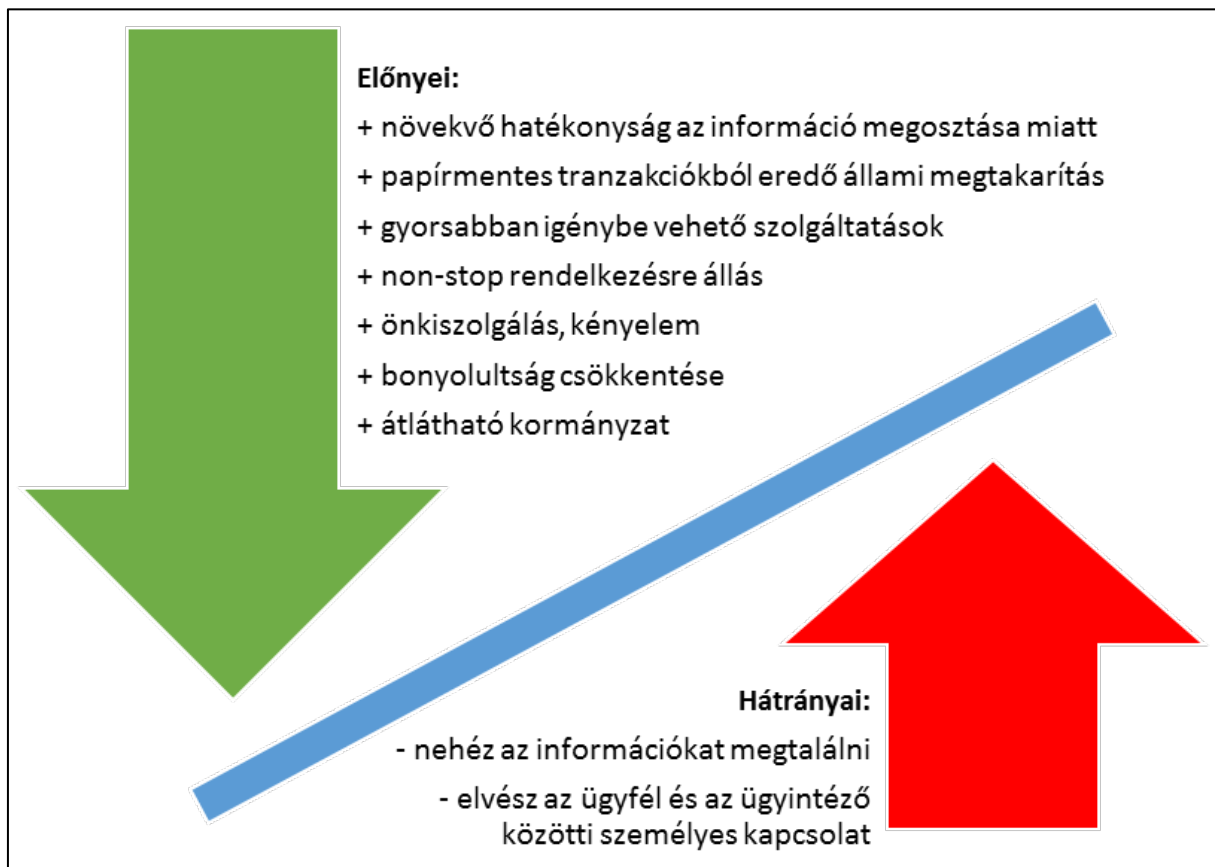 Előnyei:
+ növekvő hatékonyság az információ megosztása miatt
+ papírmentes tranzakciókból eredő állami megtakarítás
+ gyorsabban igénybe vehető szolgáltatások
+ non-stop rendelkezésre állás
+ önkiszolgálás, kényelem
+ bonyolultság csökkentése
+ átlátható kormányzat
Hátrányai:
- nehéz az információkat megtalálni
- elvész az ügyfél és az ügyintéző
közötti személyes kapcsolat